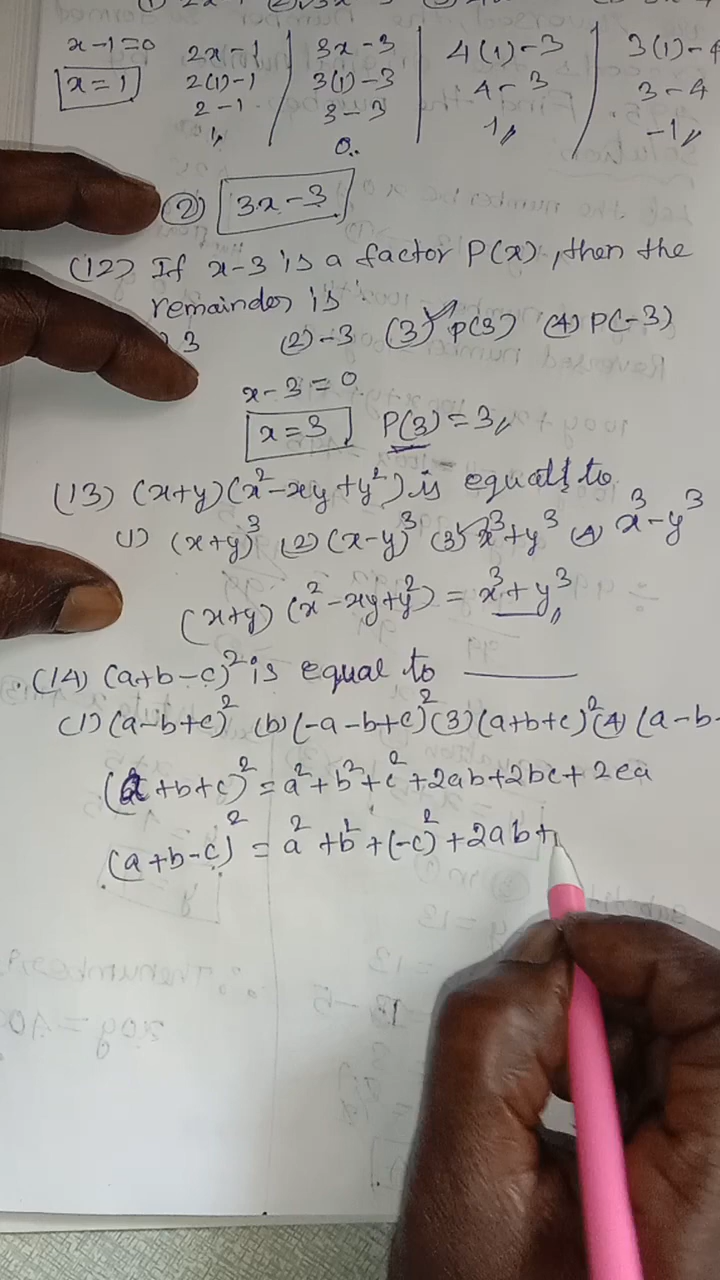 x-1=0 2x-1 3x-3 4(1)-3 3(1)-4
x=1 2(1)-1 3(1)-3 4-3 3-4
2-1 3-3 1 -1
1 0
(2) 3x-3
(12) If x-3 is a factor P(x), then the
remainder is
3 (2) -3 (3) P(3) (4) P(-3)
x-3=0
x=3 P(3)=3
(13) (x+y)(x²-xy+y²) is equal to
(1) (x+y)³ (2) (x-y)³ (3) x³+y³ (4) x³-y³
(x+y)(x²-xy+y²) = x³+y³
(14) (a+b-c)² is equal to ____
(1) (a-b+c)² (b) (-a-b+c)² (3) (a+b+c)² (4) (a-b-
(a+b+c)² = a²+b²+c²+2ab+2bc+2ca
(a+b-c)² = a²+b²+(-c)²+2ab+